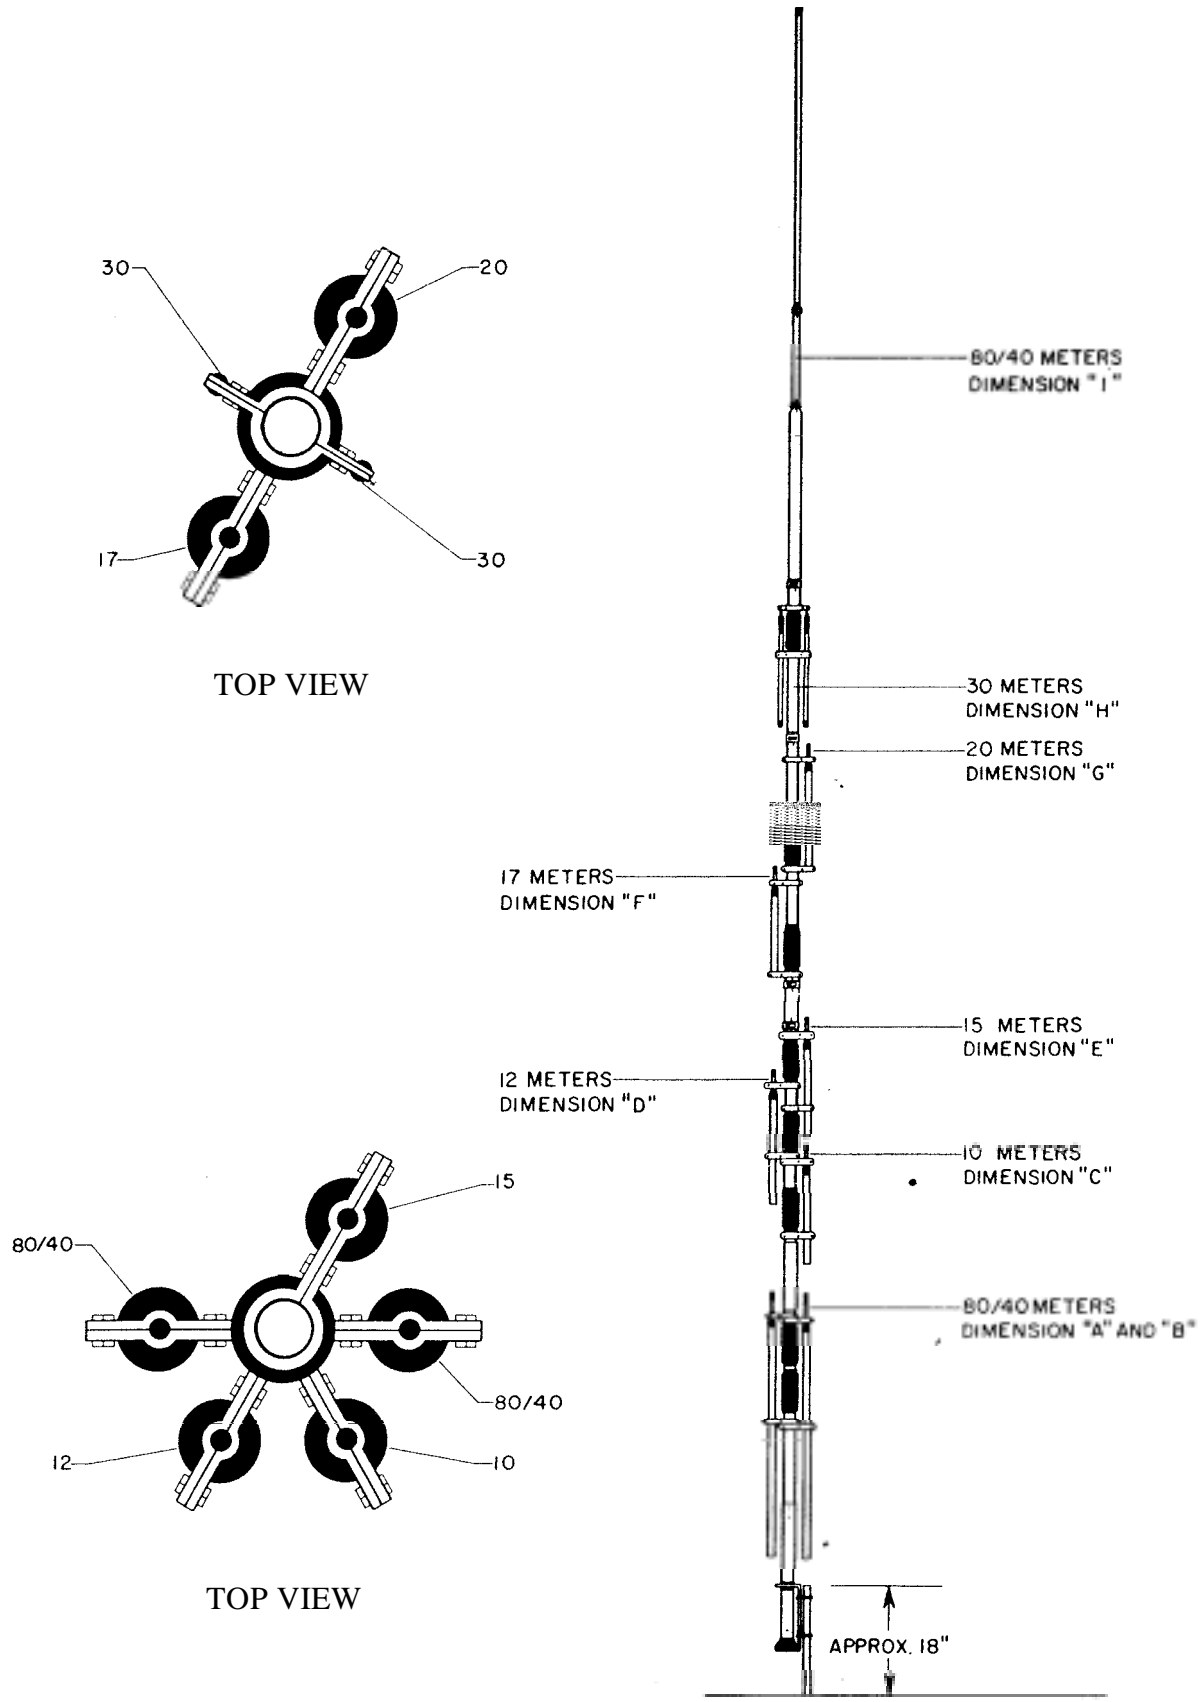 30
20
17
30
TOP VIEW
80/40 METERS
DIMENSION "I"
30 METERS
DIMENSION "H"
20 METERS
DIMENSION "G"
17 METERS
DIMENSION "F"
15 METERS
DIMENSION "E"
12 METERS
DIMENSION "D"
10 METERS
DIMENSION "C"
80/40 METERS
DIMENSION "A" AND "B"
APPROX. 18"
15
80/40
80/40
12
10
TOP VIEW